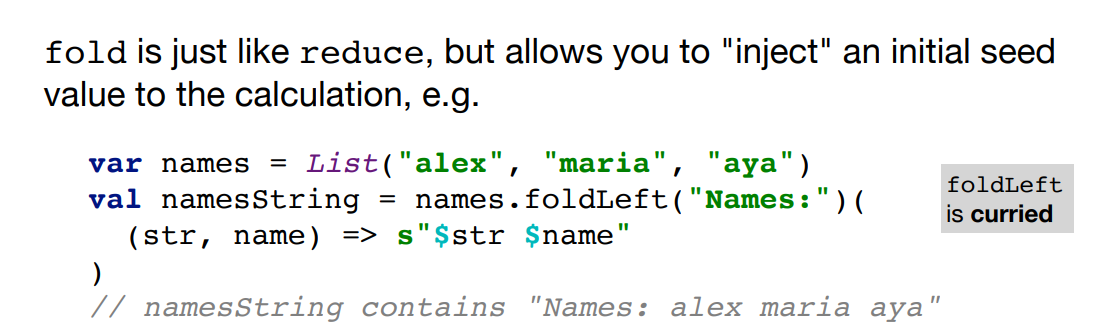 fold is just like reduce, but allows you to "inject" an initial seed
value to the calculation, e.g.
var names = List("alex", "maria", "aya")
val namesString = names.foldLeft("Names:")(
(str, name) => s"$str $name"
)
// namesString contains "Names: alex maria aya"
foldLeft
is curried